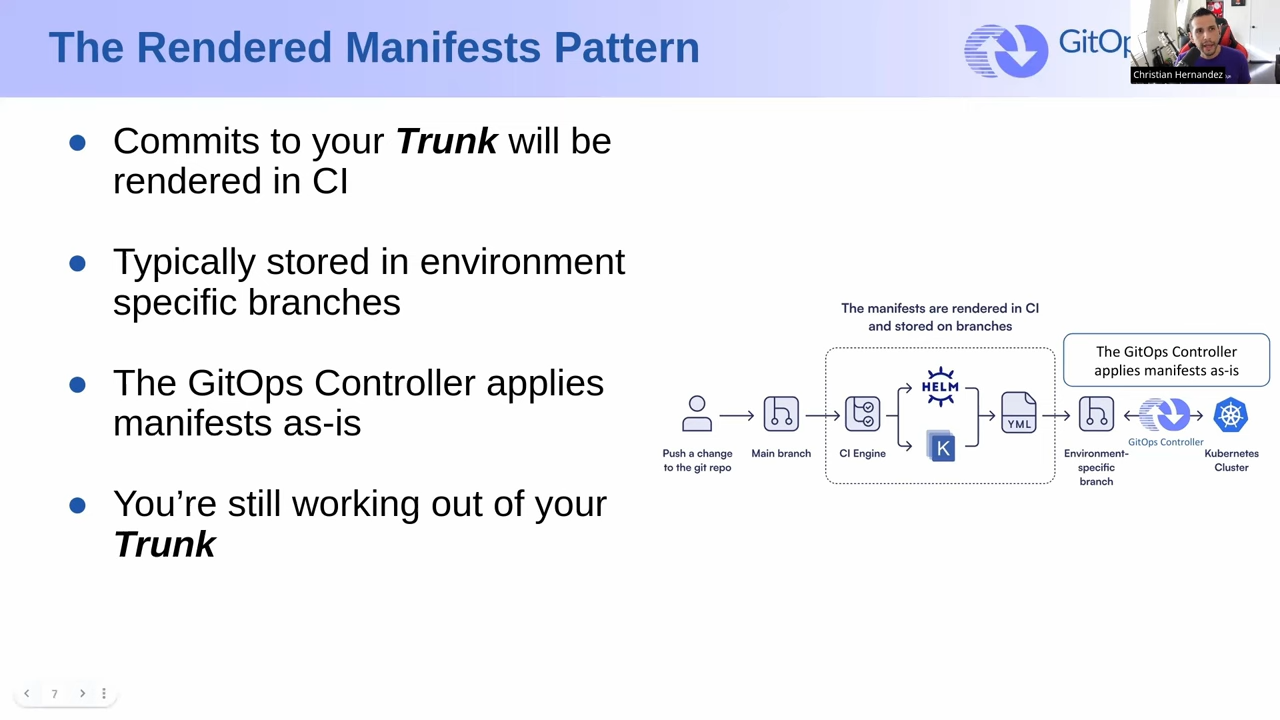 The Rendered Manifests Pattern
GitOp
Christian Hernandez
● Commits to your Trunk will be
rendered in CI
● Typically stored in environment
specific branches
● The GitOps Controller applies
manifests as-is
● You’re still working out of your
Trunk
The manifests are rendered in CI
and stored on branches
The GitOps Controller
applies manifests as-is
HELM
K
YML
Push a change
to the git repo
Main branch
CI Engine
Environment-
specific
branch
GitOps Controller
Kubernetes
Cluster
7